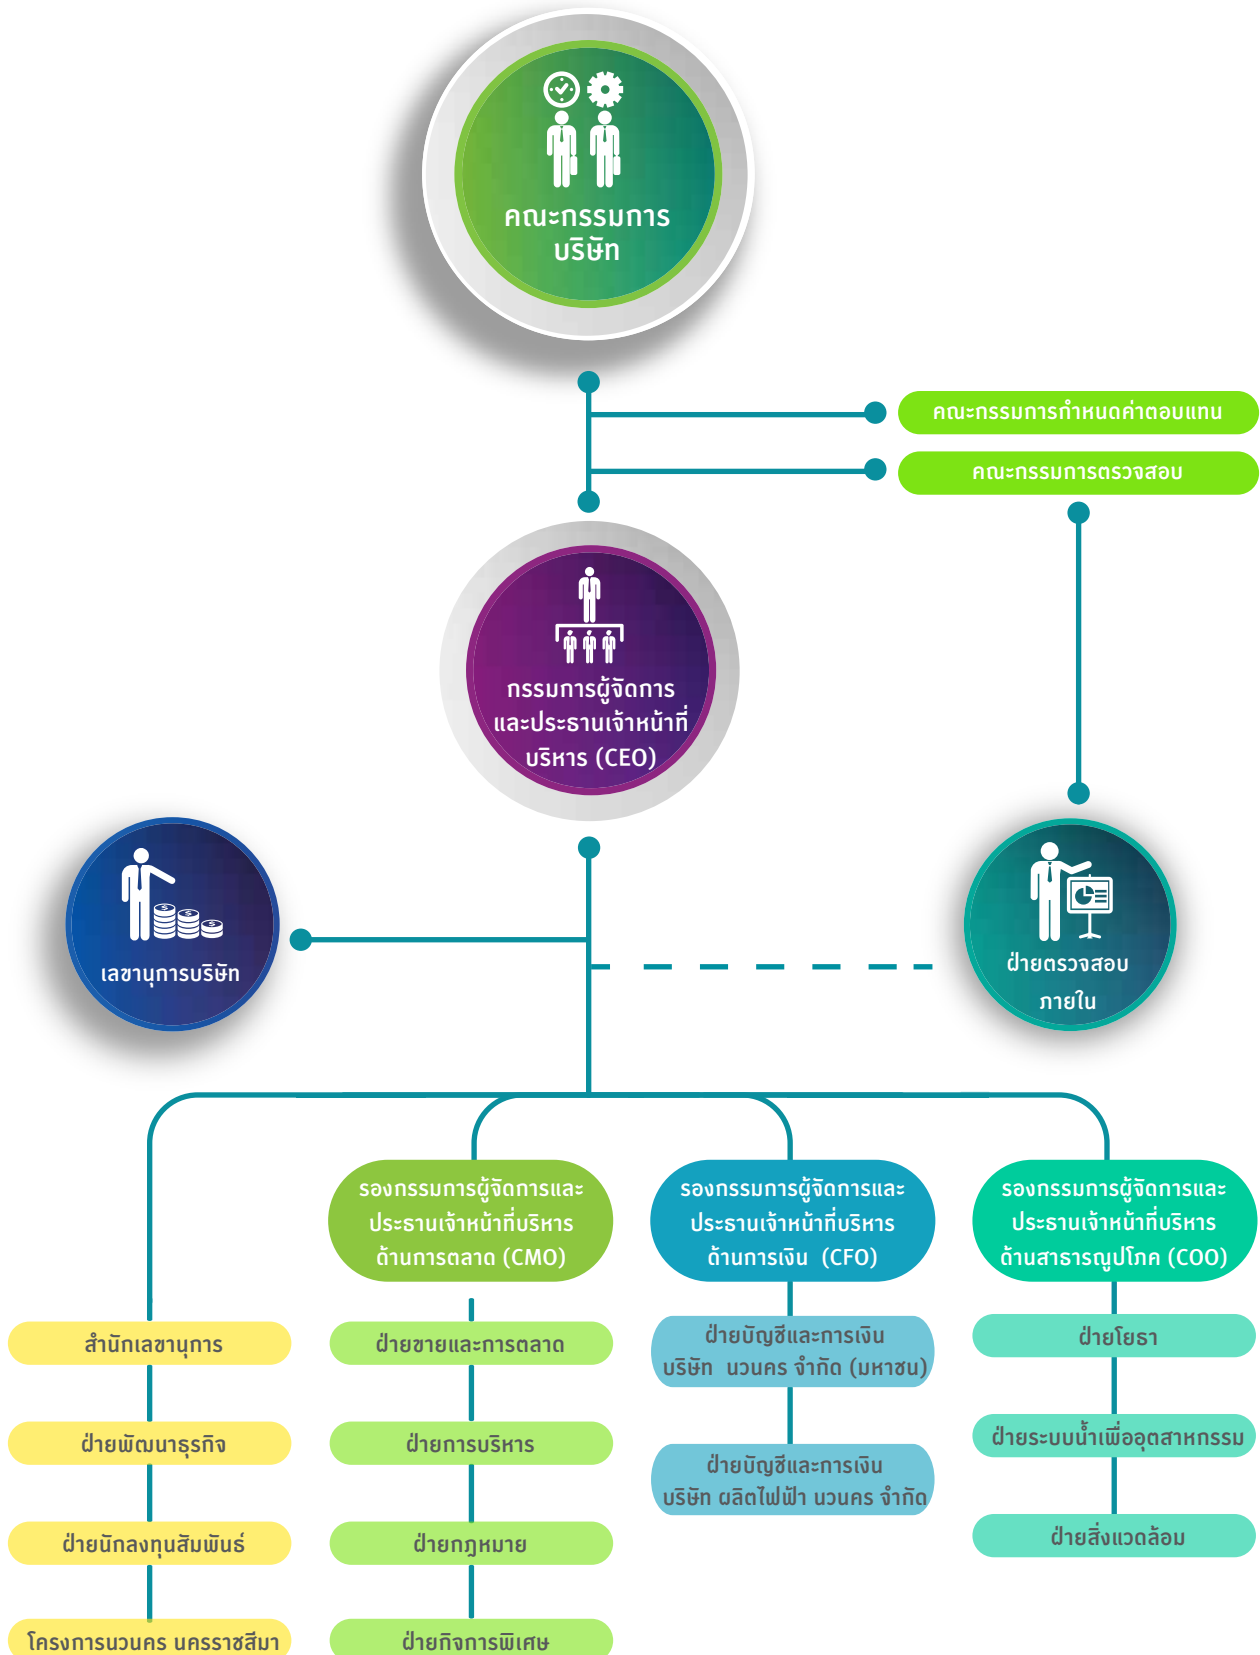 คณะกรรมการ
บริษัท
คณะกรรมการกำหนดค่าตอบแทน
คณะกรรมการตรวจสอบ
กรรมการผู้จัดการ
และประธานเจ้าหน้าที่
บริหาร (CEO)
เลขานุการบริษัท
ฝ่ายตรวจสอบ
ภายใน
รองกรรมการผู้จัดการและ
ประธานเจ้าหน้าที่บริหาร
ด้านการตลาด (CMO)
รองกรรมการผู้จัดการและ
ประธานเจ้าหน้าที่บริหาร
ด้านการเงิน (CFO)
รองกรรมการผู้จัดการและ
ประธานเจ้าหน้าที่บริหาร
ด้านสาธารณูปโภค (COO)
สำนักเลขานุการ
ฝ่ายพัฒนาธุรกิจ
ฝ่ายนักลงทุนสัมพันธ์
โครงการนวนคร นครราชสีมา
ฝ่ายขายและการตลาด
ฝ่ายการบริหาร
ฝ่ายกฎหมาย
ฝ่ายกิจการพิเศษ
ฝ่ายบัญชีและการเงิน
บริษัท นวนคร จำกัด (มหาชน)
ฝ่ายบัญชีและการเงิน
บริษัท ผลิตไฟฟ้า นวนคร จำกัด
ฝ่ายโยธา
ฝ่ายระบบน้ำเพื่ออุตสาหกรรม
ฝ่ายสิ่งแวดล้อม